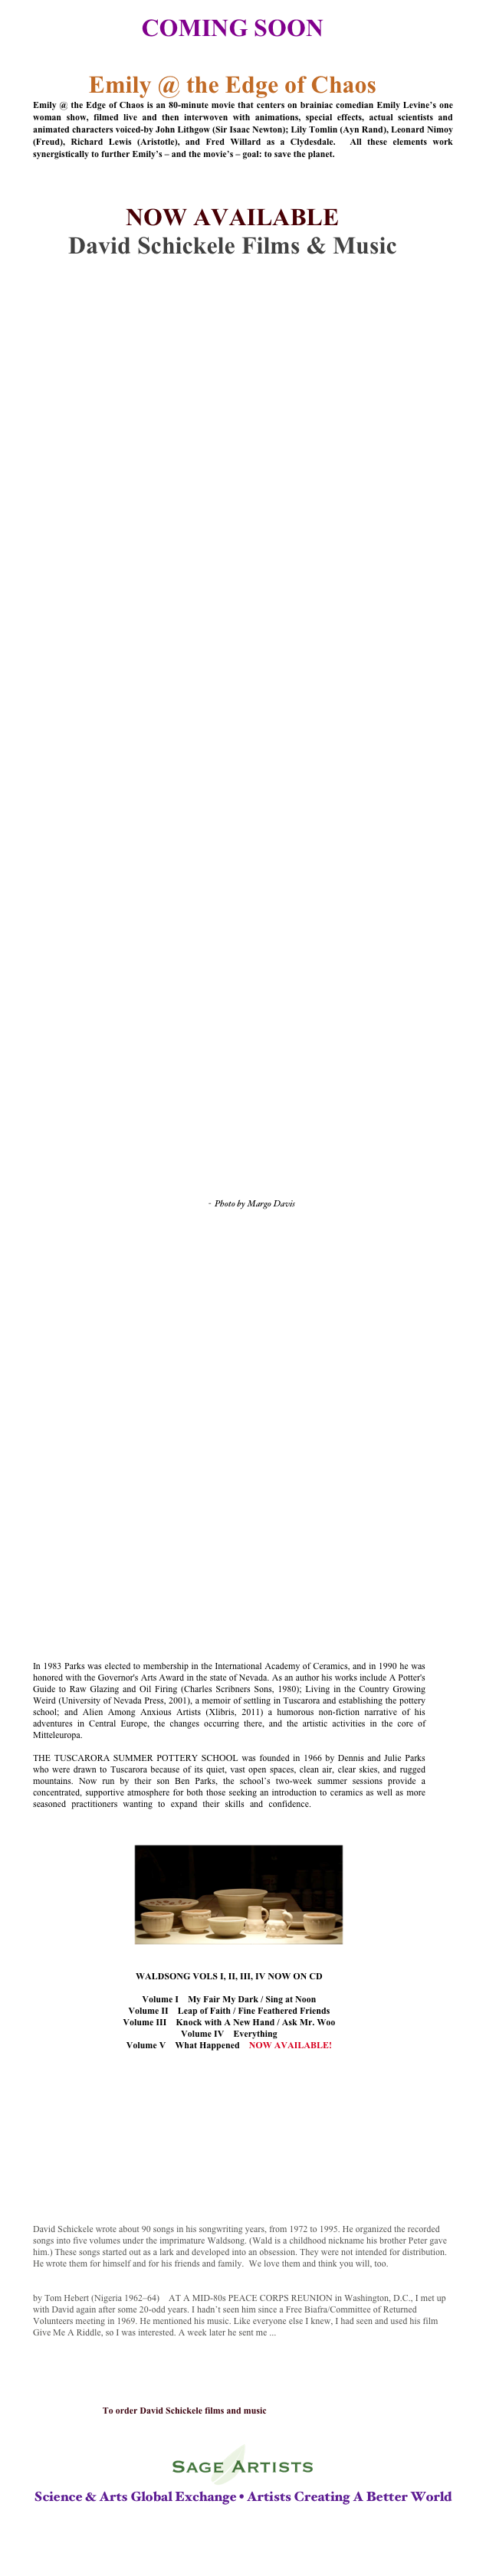 COMING SOON
Emily @ the Edge of Chaos
Emily @ the Edge of Chaos is an 80-minute movie that centers on brainiac comedian Emily Levine's one
woman show, filmed live and then interwoven with animations, special effects, actual scientists and
animated characters voiced-by John Lithgow (Sir Isaac Newton); Lily Tomlin (Ayn Rand), Leonard Nimoy
(Freud), Richard Lewis (Aristotle), and Fred Willard as a Clydesdale. All these elements work
synergistically to further Emily's – and the movie's – goal: to save the planet.
NOW AVAILABLE
David Schickele Films & Music
- Photo by Margo Davis
In 1983 Parks was elected to membership in the International Academy of Ceramics, and in 1990 he was
honored with the Governor's Arts Award in the state of Nevada. As an author his works include A Potter's
Guide to Raw Glazing and Oil Firing (Charles Scribners Sons, 1980); Living in the Country Growing
Weird (University of Nevada Press, 2001), a memoir of settling in Tuscarora and establishing the pottery
school; and Alien Among Anxious Artists (Xlibris, 2011) a humorous non-fiction narrative of his
adventures in Central Europe, the changes occurring there, and the artistic activities in the core of
Mitteleuropa.
THE TUSCARORA SUMMER POTTERY SCHOOL was founded in 1966 by Dennis and Julie Parks
who were drawn to Tuscarora because of its quiet, vast open spaces, clean air, clear skies, and rugged
mountains. Now run by their son Ben Parks, the school's two-week summer sessions provide a
concentrated, supportive atmosphere for both those seeking an introduction to ceramics as well as more
seasoned practitioners wanting to expand their skills and confidence.
WALDSONG VOLS I, II, III, IV NOW ON CD
Volume I My Fair My Dark / Sing at Noon
Volume II Leap of Faith / Fine Feathered Friends
Volume III Knock with A New Hand / Ask Mr. Woo
Volume IV Everything
Volume V What Happened NOW AVAILABLE!
David Schickele wrote about 90 songs in his songwriting years, from 1972 to 1995. He organized the recorded
songs into five volumes under the imprimature Waldsong. (Wald is a childhood nickname his brother Peter gave
him.) These songs started out as a lark and developed into an obsession. They were not intended for distribution.
He wrote them for himself and for his friends and family. We love them and think you will, too.
by Tom Hebert (Nigeria 1962–64) AT A MID-80s PEACE CORPS REUNION in Washington, D.C., I met up
with David again after some 20-odd years. I hadn't seen him since a Free Biafra/Committee of Returned
Volunteers meeting in 1969. He mentioned his music. Like everyone else I knew, I had seen and used his film
Give Me A Riddle, so I was interested. A week later he sent me ...
To order David Schickele films and music
SAGE ARTISTS
Science & Arts Global Exchange • Artists Creating A Better World